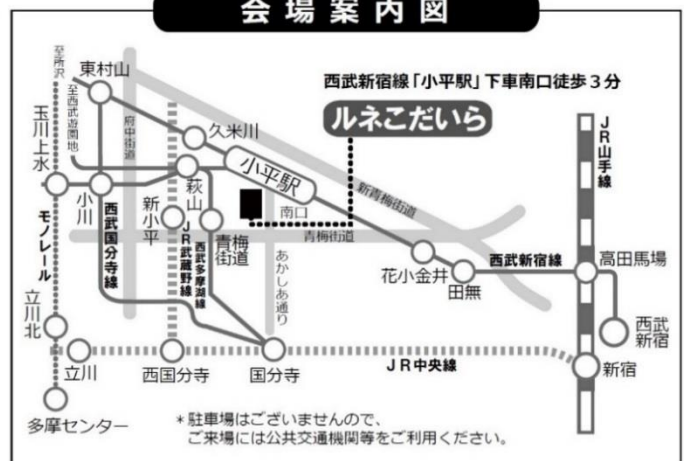 会場案内図
西武新宿線「小平駅」下車南口徒歩３分
ルネこだいら
至所沢
東村山
至西武遊園地
府中街道
久米川
玉川上水
小平駅
JR山手線
小川
萩山
新青梅街道
南口
新小平
青梅街道
西武国分寺線
JR武蔵野線
西武多摩湖線
青梅街道
モノレール
あかしあ通り
花小金井
田無
西武新宿線
高田馬場
西武新宿
立川北
立川
西国分寺
国分寺
JR中央線
新宿
多摩センター
＊駐車場はございませんので、
ご来場には公共交通機関等をご利用ください。